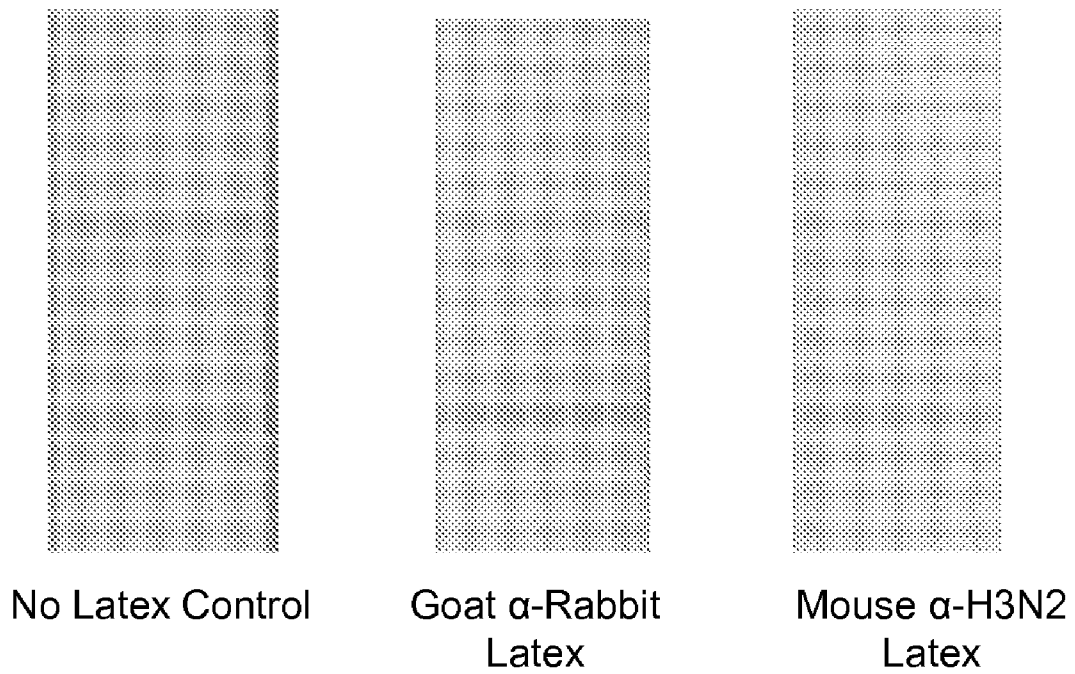 No Latex Control
Goat α-Rabbit
Latex
Mouse α-H3N2
Latex